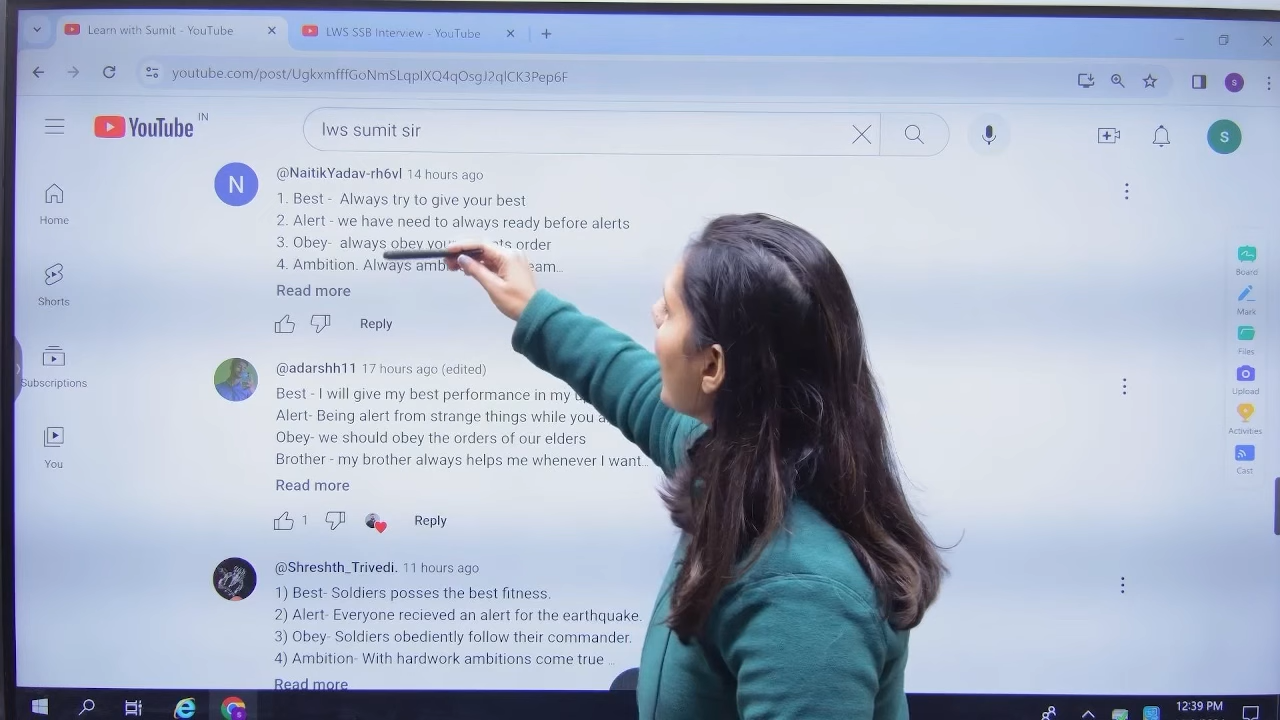 Learn with Sumit - YouTube
LWS SSB Interview - YouTube
youtube.com/post/UgkxmfffGoNmSLqpIXQ4qOsgJ2qlCK3Pep6F
YouTube IN
lws sumit sir
S
Home
Shorts
Subscriptions
You
N
@NaitikYadav-rh6vl 14 hours ago
1. Best - Always try to give your best
2. Alert - we have need to always ready before alerts
3. Obey- always obey order
4. Ambition. Always
Read more
Reply
@adarshh11 17 hours ago (edited)
Best - I will give my best performance in my
Alert- Being alert from strange things while you
Obey- we should obey the orders of our elders
Brother - my brother always helps me whenever I want..
Read more
1 Reply
@Shreshth_Trivedi. 11 hours ago
1) Best- Soldiers possess the best fitness.
2) Alert- Everyone recieved an alert for the earthquake.
3) Obey- Soldiers obediently follow their commander.
4) Ambition- With hardwork ambitions come true ...
Read more
Board
Mark
Files
Upload
Activities
Cast
12:39 PM